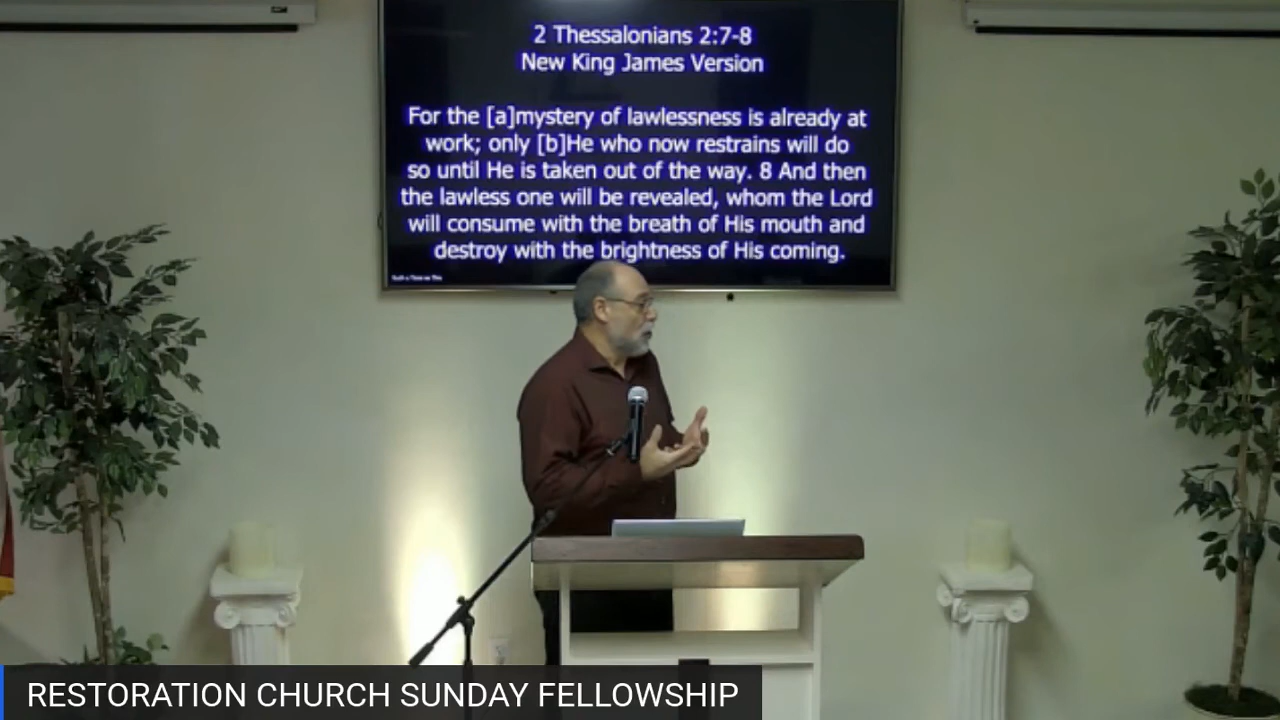 2 Thessalonians 2:7-8
New King James Version
For the [a]mystery of lawlessness is already at
work; only [b]He who now restrains will do
so until He is taken out of the way. 8 And then
the lawless one will be revealed, whom the Lord
will consume with the breath of His mouth and
destroy with the brightness of His coming.
RESTORATION CHURCH SUNDAY FELLOWSHIP